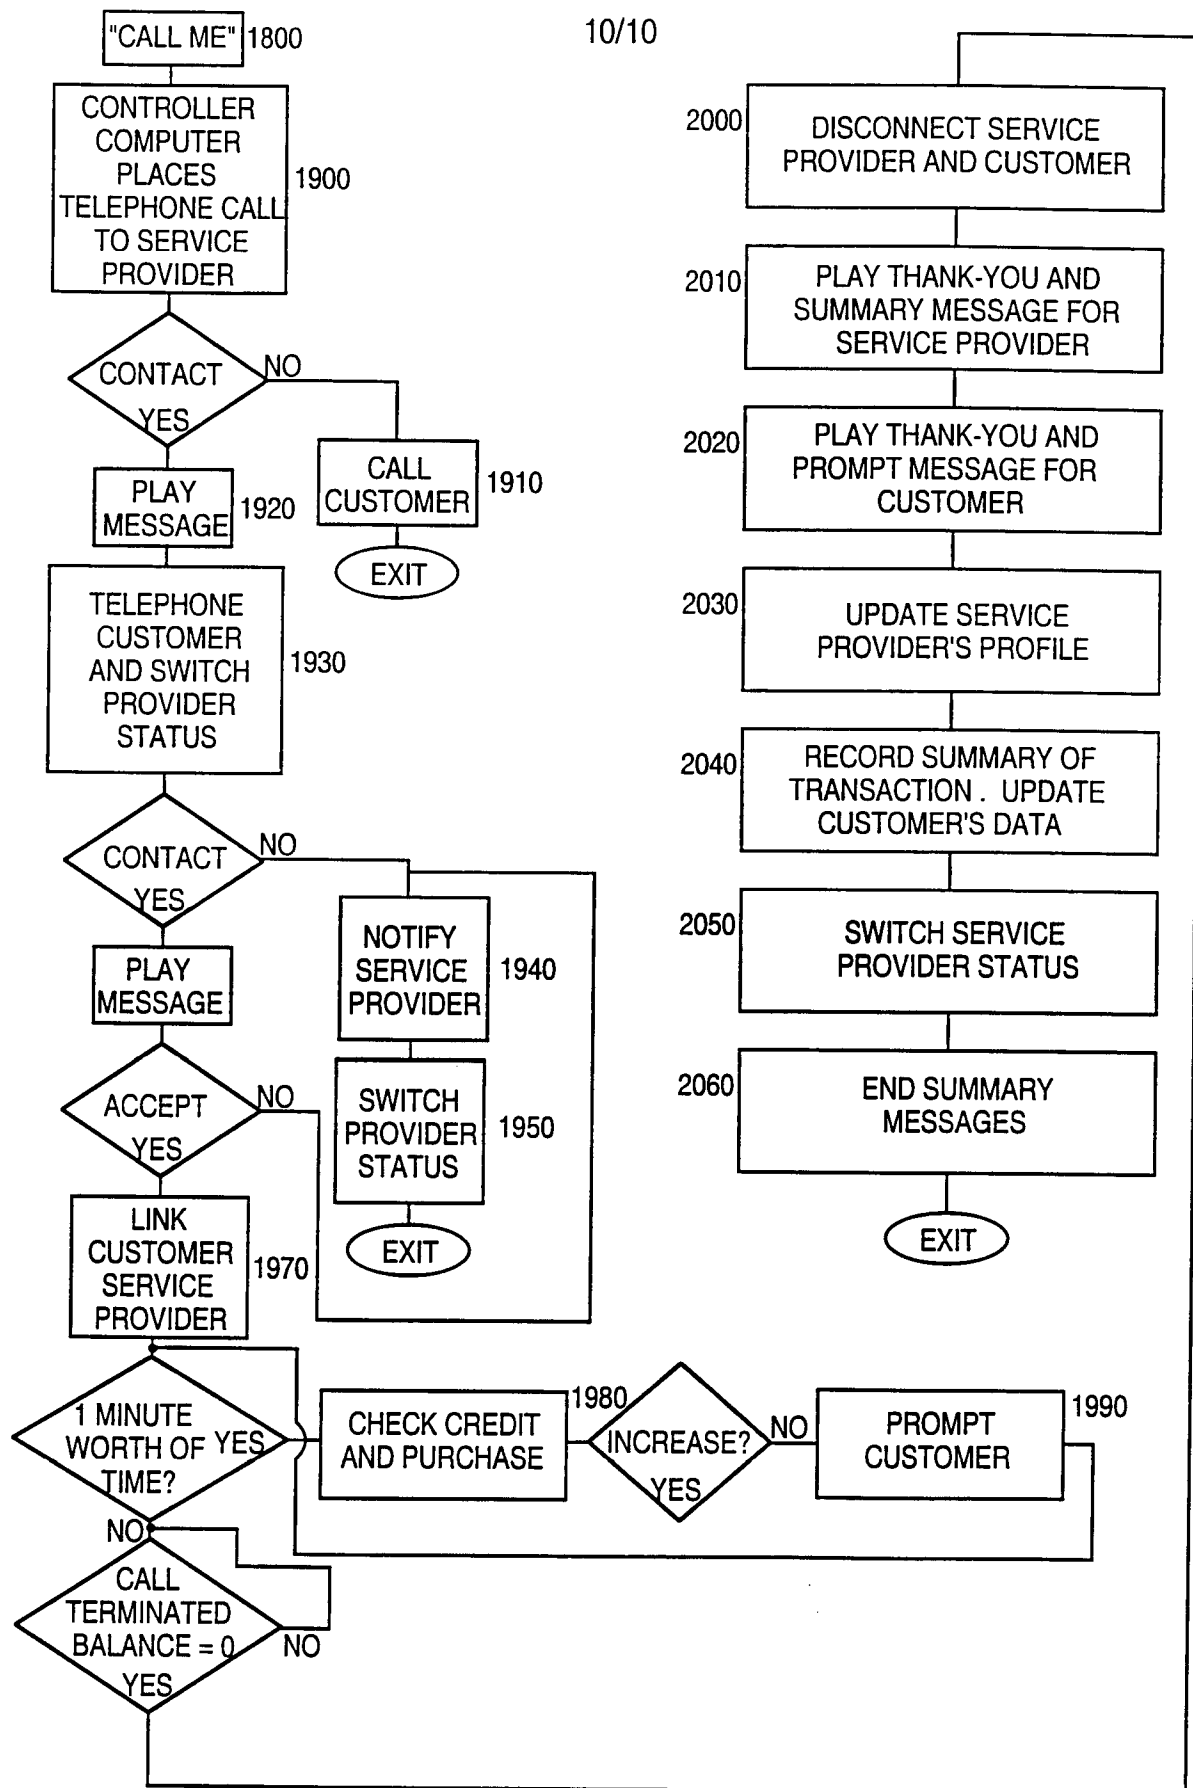 10/10
"CALL ME" 1800
CONTROLLER
COMPUTER
PLACES
TELEPHONE CALL
TO SERVICE
PROVIDER
1900
CONTACT
YES
NO
CALL
CUSTOMER
1910
EXIT
PLAY
MESSAGE
1920
TELEPHONE
CUSTOMER
AND SWITCH
PROVIDER
STATUS
1930
CONTACT
YES
NO
NOTIFY
SERVICE
PROVIDER
1940
SWITCH
PROVIDER
STATUS
1950
EXIT
PLAY
MESSAGE
ACCEPT
YES
NO
LINK
CUSTOMER
SERVICE
PROVIDER
1970
1 MINUTE
WORTH OF
TIME?
YES
NO
CHECK CREDIT
AND PURCHASE
1980
INCREASE?
YES
NO
PROMPT
CUSTOMER
1990
CALL
TERMINATED
BALANCE = 0
YES
NO
2000
DISCONNECT SERVICE
PROVIDER AND CUSTOMER
2010
PLAY THANK-YOU AND
SUMMARY MESSAGE FOR
SERVICE PROVIDER
2020
PLAY THANK-YOU AND
PROMPT MESSAGE FOR
CUSTOMER
2030
UPDATE SERVICE
PROVIDER'S PROFILE
2040
RECORD SUMMARY OF
TRANSACTION . UPDATE
CUSTOMER'S DATA
2050
SWITCH SERVICE
PROVIDER STATUS
2060
END SUMMARY
MESSAGES
EXIT